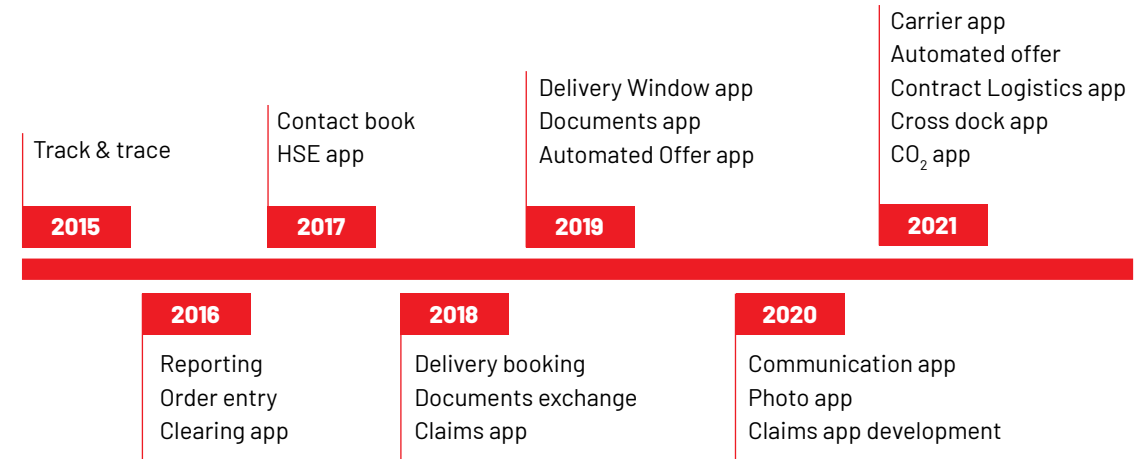 Track & trace
2015
Reporting
Order entry
Clearing app
2016
Contact book
HSE app
2017
Delivery booking
Documents exchange
Claims app
2018
Delivery Window app
Documents app
Automated Offer app
2019
Communication app
Photo app
Claims app development
2020
Carrier app
Automated offer
Contract Logistics app
Cross dock app
CO₂ app
2021